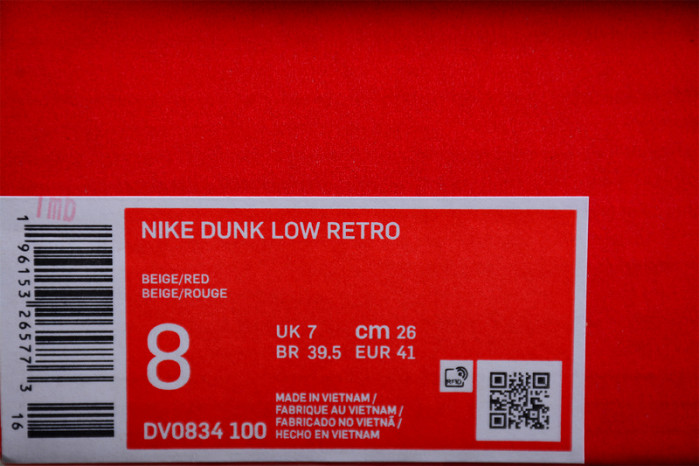 TMD
1 96153 26577 3
16
NIKE DUNK LOW RETRO
BEIGE/RED
BEIGE/ROUGE
8
UK 7 cm 26
BR 39.5 EUR 41
RFID
DV0834 100
MADE IN VIETNAM /
FABRIQUE AU VIETNAM /
FABRICADO NO VIETNÃ /
HECHO EN VIETNAM